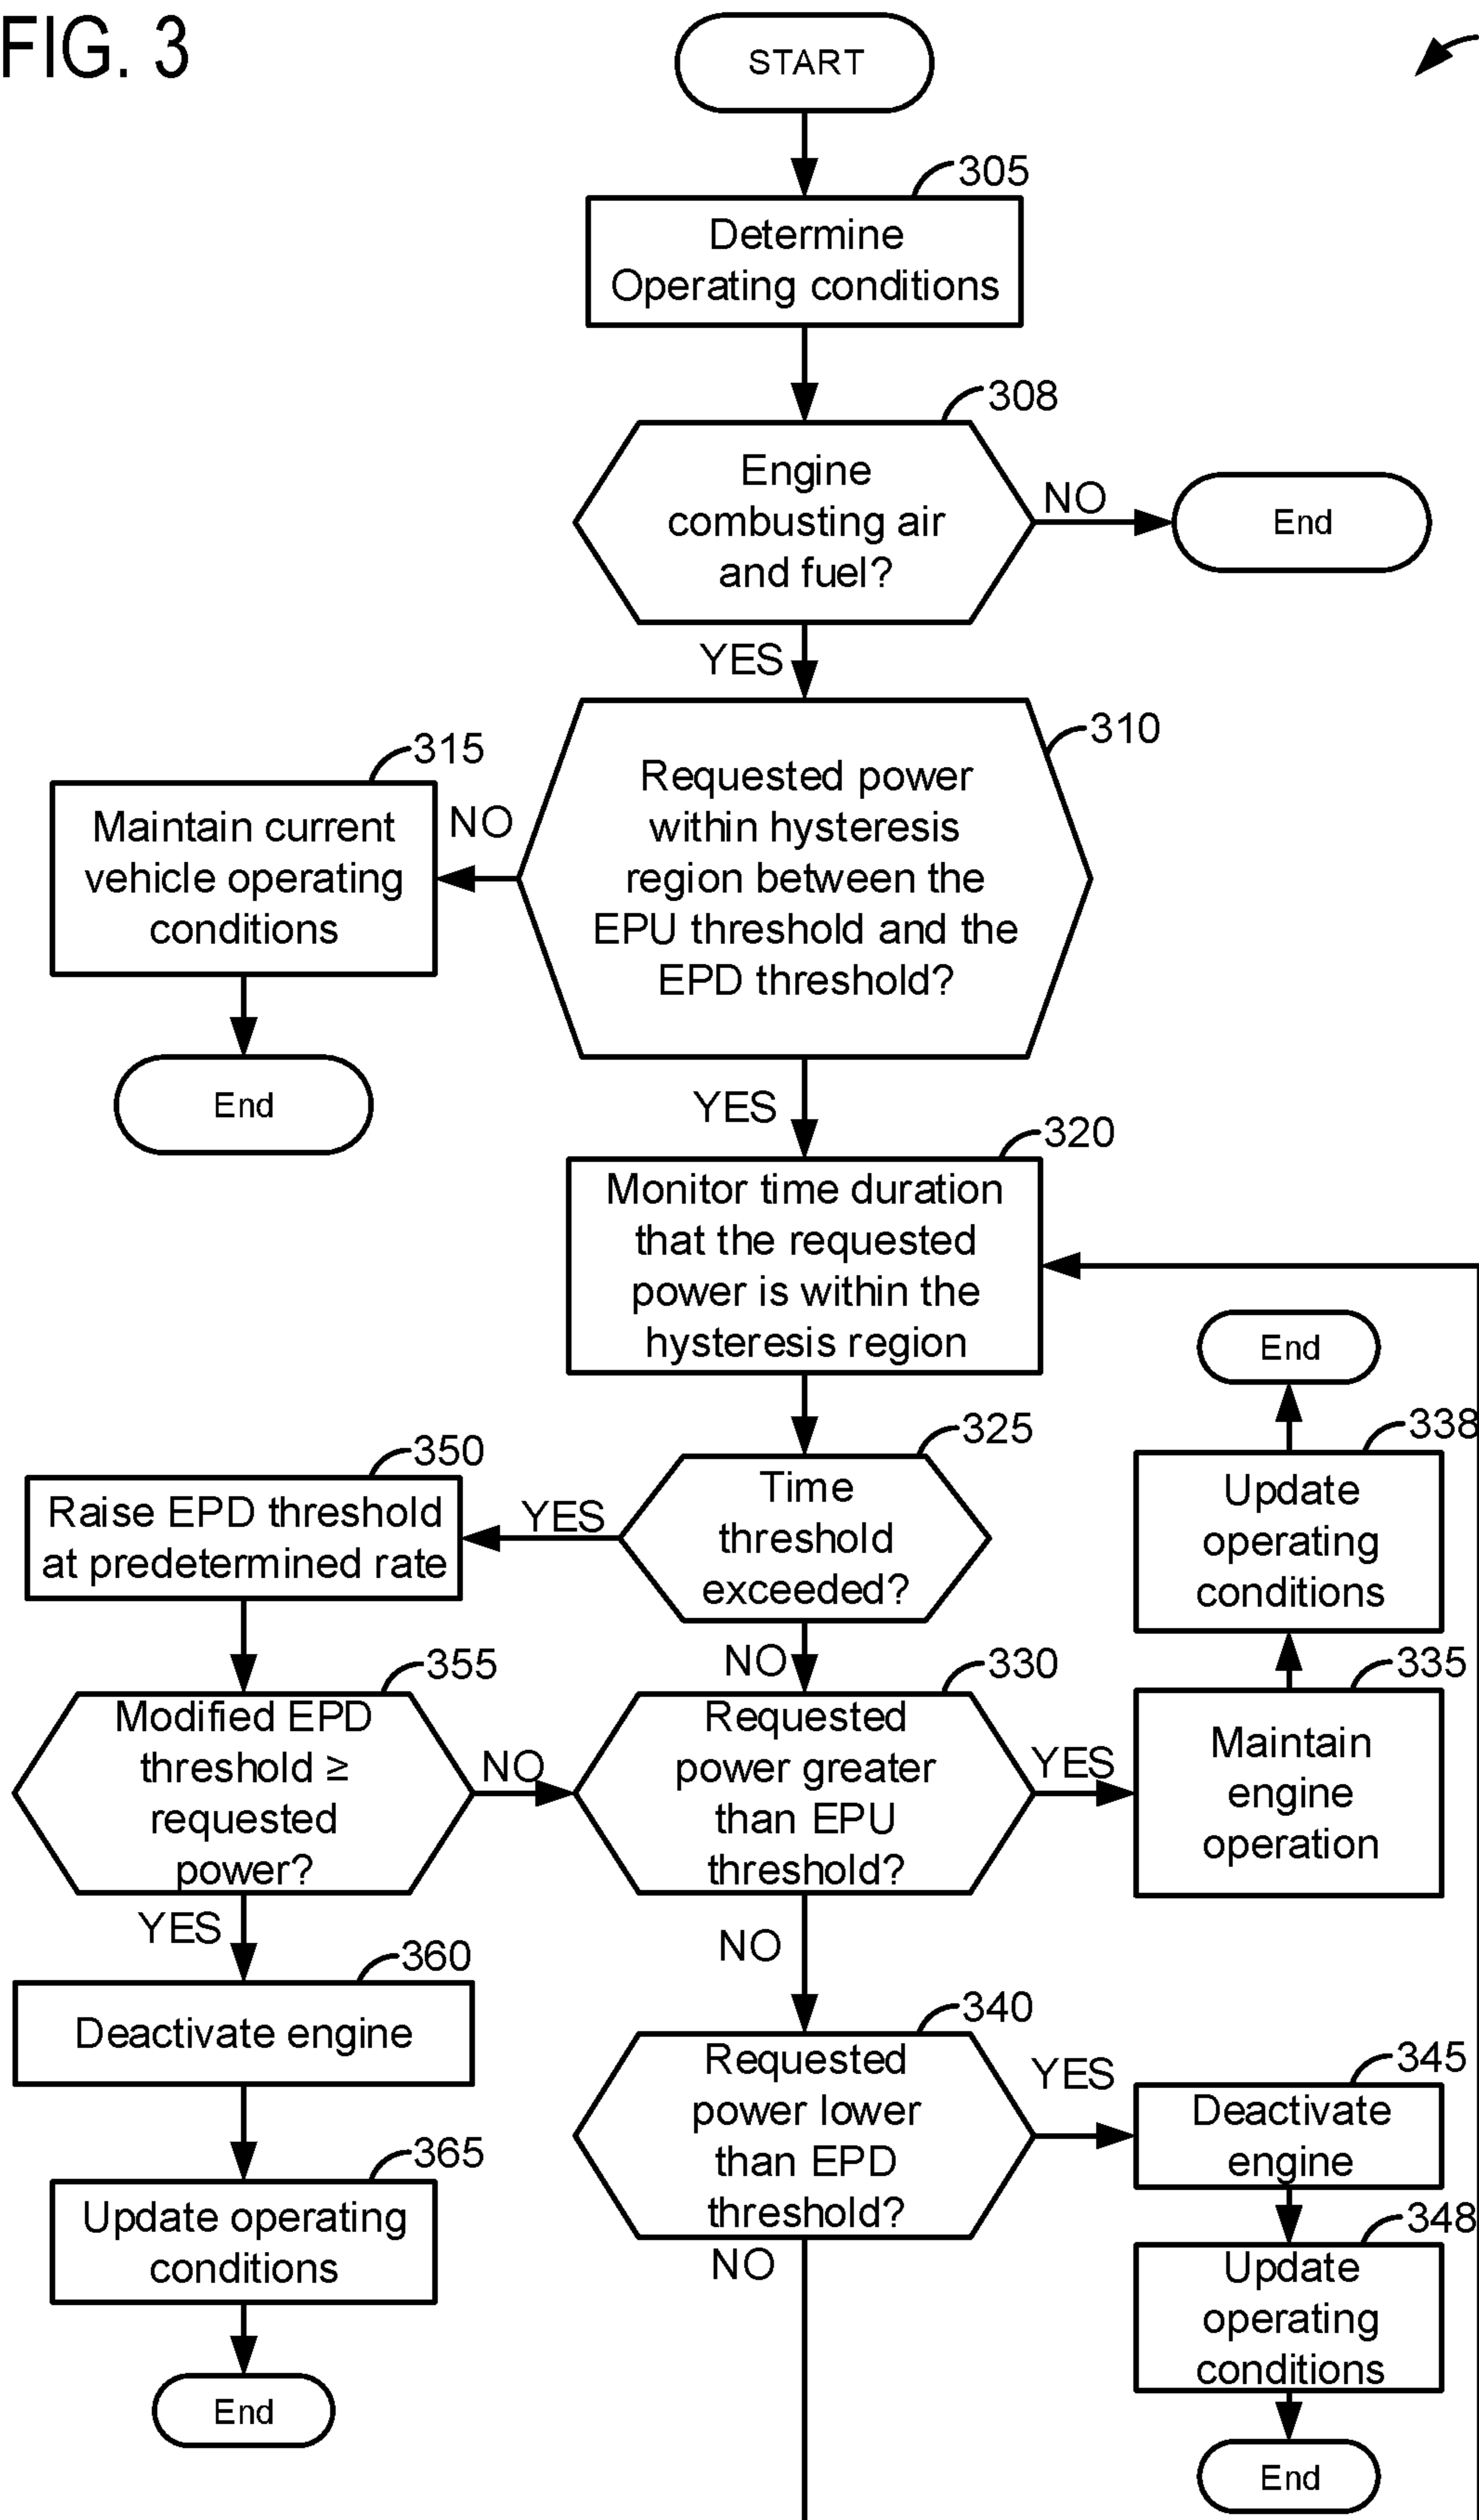 FIG. 3
START
305
Determine
Operating conditions
308
Engine
combusting air
and fuel?
NO
End
YES
310
Requested power
within hysteresis
region between the
EPU threshold and the
EPD threshold?
NO
315
Maintain current
vehicle operating
conditions
End
YES
320
Monitor time duration
that the requested
power is within the
hysteresis region
End
325
Time
threshold
exceeded?
338
Update
operating
conditions
YES
350
Raise EPD threshold
at predetermined rate
NO
355
Modified EPD
threshold ≥
requested
power?
NO
330
Requested
power greater
than EPU
threshold?
YES
335
Maintain
engine
operation
YES
360
Deactivate engine
NO
340
Requested
power lower
than EPD
threshold?
YES
345
Deactivate
engine
365
Update operating
conditions
NO
348
Update
operating
conditions
End
End